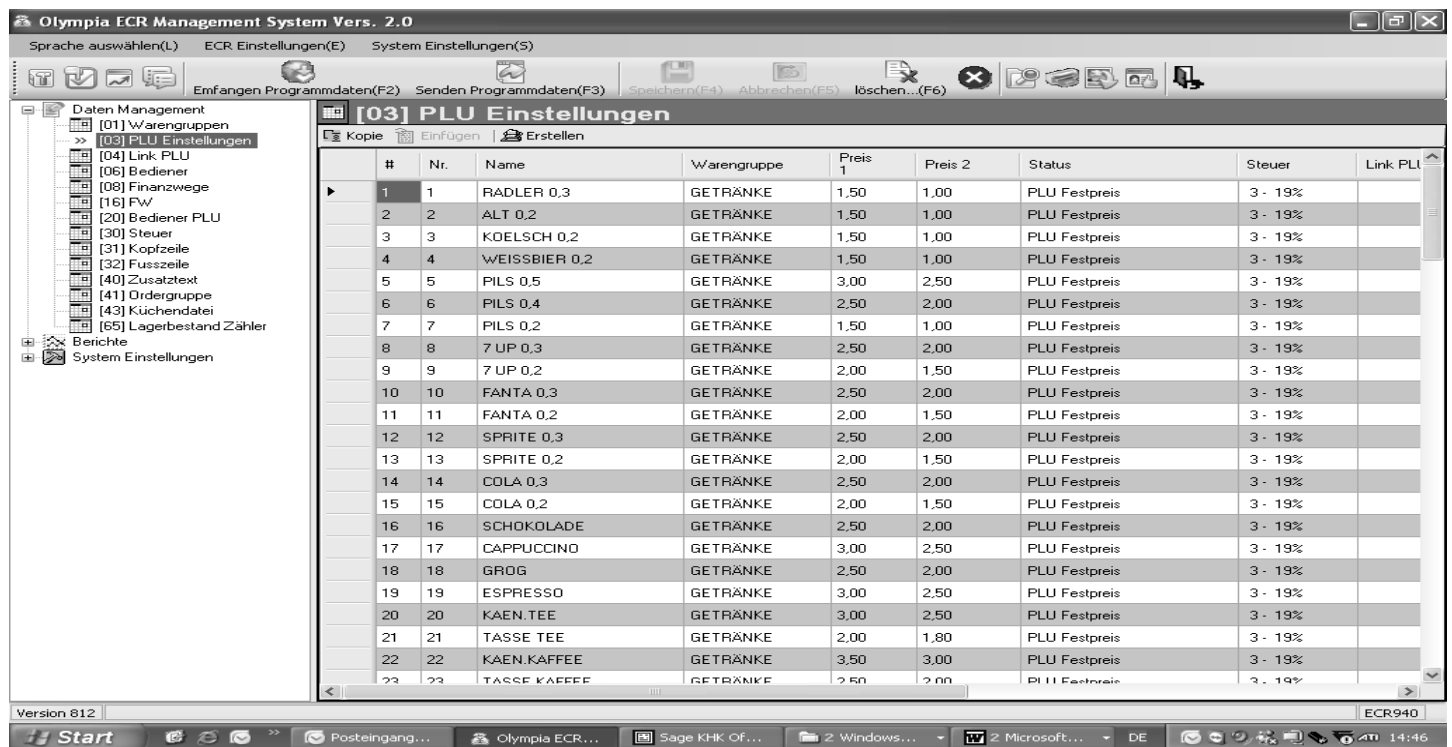 Olympia ECR Management System Vers. 2.0
Sprache auswählen(L) ECR Einstellungen(E) System Einstellungen(S)
Emfangen Programmdaten(F2) Senden Programmdaten(F3) Speichern(F4) Abbrechen(F5) löschen...(F6)
Daten Management
[01] Warengruppen
>> [03] PLU Einstellungen
[04] Link PLU
[06] Bediener
[08] Finanzwege
[16] FW
[20] Bediener PLU
[30] Steuer
[31] Kopfzeile
[32] Fusszeile
[40] Zusatztext
[41] Ordergruppe
[43] Küchendatei
[65] Lagerbestand Zähler
Berichte
System Einstellungen
[03] PLU Einstellungen
Kopie Einfügen Erstellen
# Nr. Name Warengruppe Preis 1 Preis 2 Status Steuer Link PLU
1 1 RADLER 0,3 GETRÄNKE 1,50 1,00 PLU Festpreis 3 - 19%
2 2 ALT 0,2 GETRÄNKE 1,50 1,00 PLU Festpreis 3 - 19%
3 3 KOELSCH 0,2 GETRÄNKE 1,50 1,00 PLU Festpreis 3 - 19%
4 4 WEISSBIER 0,2 GETRÄNKE 1,50 1,00 PLU Festpreis 3 - 19%
5 5 PILS 0,5 GETRÄNKE 3,00 2,50 PLU Festpreis 3 - 19%
6 6 PILS 0,4 GETRÄNKE 2,50 2,00 PLU Festpreis 3 - 19%
7 7 PILS 0,2 GETRÄNKE 1,50 1,00 PLU Festpreis 3 - 19%
8 8 7 UP 0,3 GETRÄNKE 2,50 2,00 PLU Festpreis 3 - 19%
9 9 7 UP 0,2 GETRÄNKE 2,00 1,50 PLU Festpreis 3 - 19%
10 10 FANTA 0,3 GETRÄNKE 2,50 2,00 PLU Festpreis 3 - 19%
11 11 FANTA 0,2 GETRÄNKE 2,00 1,50 PLU Festpreis 3 - 19%
12 12 SPRITE 0,3 GETRÄNKE 2,50 2,00 PLU Festpreis 3 - 19%
13 13 SPRITE 0,2 GETRÄNKE 2,00 1,50 PLU Festpreis 3 - 19%
14 14 COLA 0,3 GETRÄNKE 2,50 2,00 PLU Festpreis 3 - 19%
15 15 COLA 0,2 GETRÄNKE 2,00 1,50 PLU Festpreis 3 - 19%
16 16 SCHOKOLADE GETRÄNKE 2,50 2,00 PLU Festpreis 3 - 19%
17 17 CAPPUCCINO GETRÄNKE 3,00 2,50 PLU Festpreis 3 - 19%
18 18 GROG GETRÄNKE 2,50 2,00 PLU Festpreis 3 - 19%
19 19 ESPRESSO GETRÄNKE 3,00 2,50 PLU Festpreis 3 - 19%
20 20 KAEN.TEE GETRÄNKE 3,00 2,50 PLU Festpreis 3 - 19%
21 21 TASSE TEE GETRÄNKE 2,00 1,80 PLU Festpreis 3 - 19%
22 22 KAEN.KAFFEE GETRÄNKE 3,50 3,00 PLU Festpreis 3 - 19%
23 23 TASSE KAFFEE GETRÄNKE 2,50 2,00 PLU Festpreis 3 - 19%
Version 812 ECR940
Start Posteingang... Olympia ECR... Sage KHK Of... 2 Windows... 2 Microsoft... DE ATI 14:46